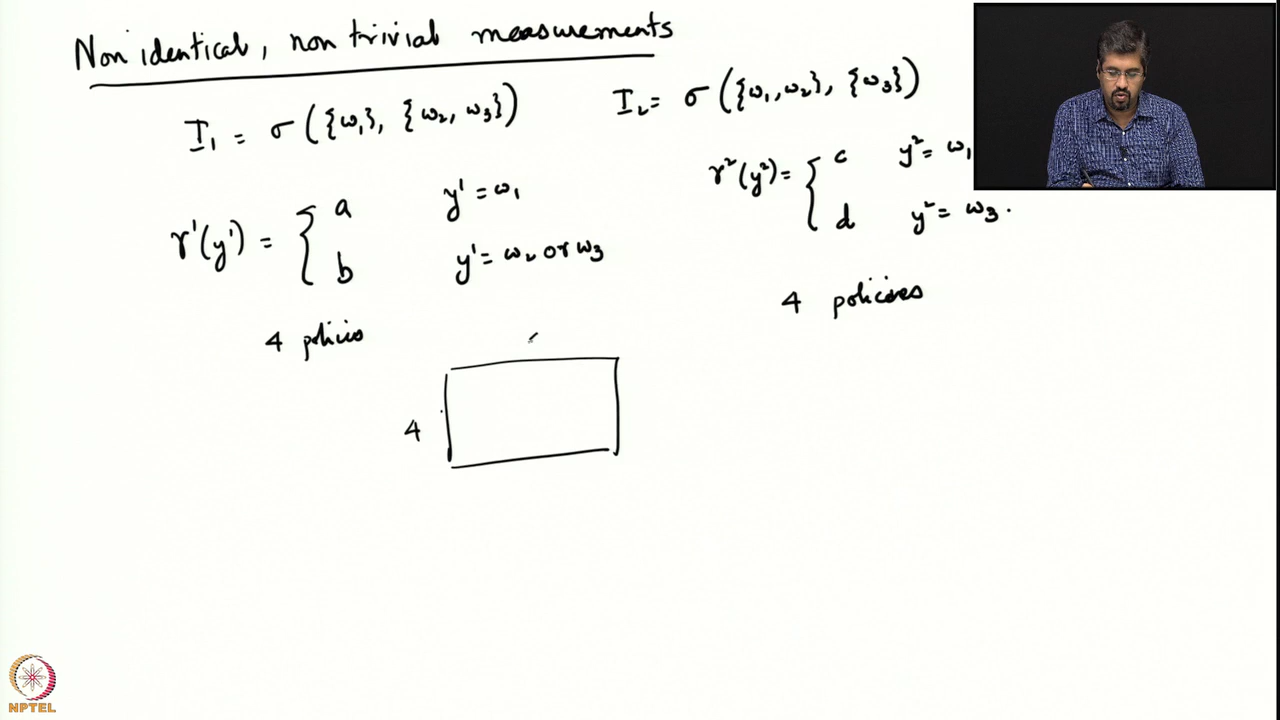 Non identical, non trivial measurements
I₁ = σ({ω₁}, {ω₂, ω₃})
I₂ = σ({ω₁, ω₂}, {ω₃})
γ¹(y¹) = { a y¹ = ω₁
b y¹ = ω₂ or ω₃
γ²(y²) = { c y² = ω₁
d y² = ω₃.
4 policis
4 policies
4
NPTEL